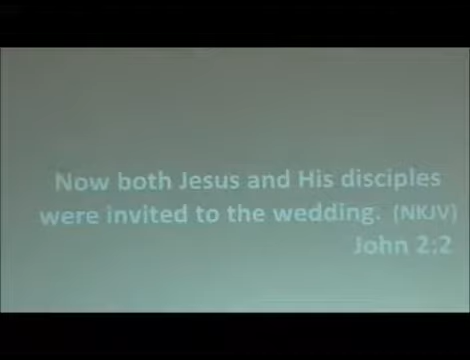 Now both Jesus and His disciples
were invited to the wedding. (NKJV)
John 2:2